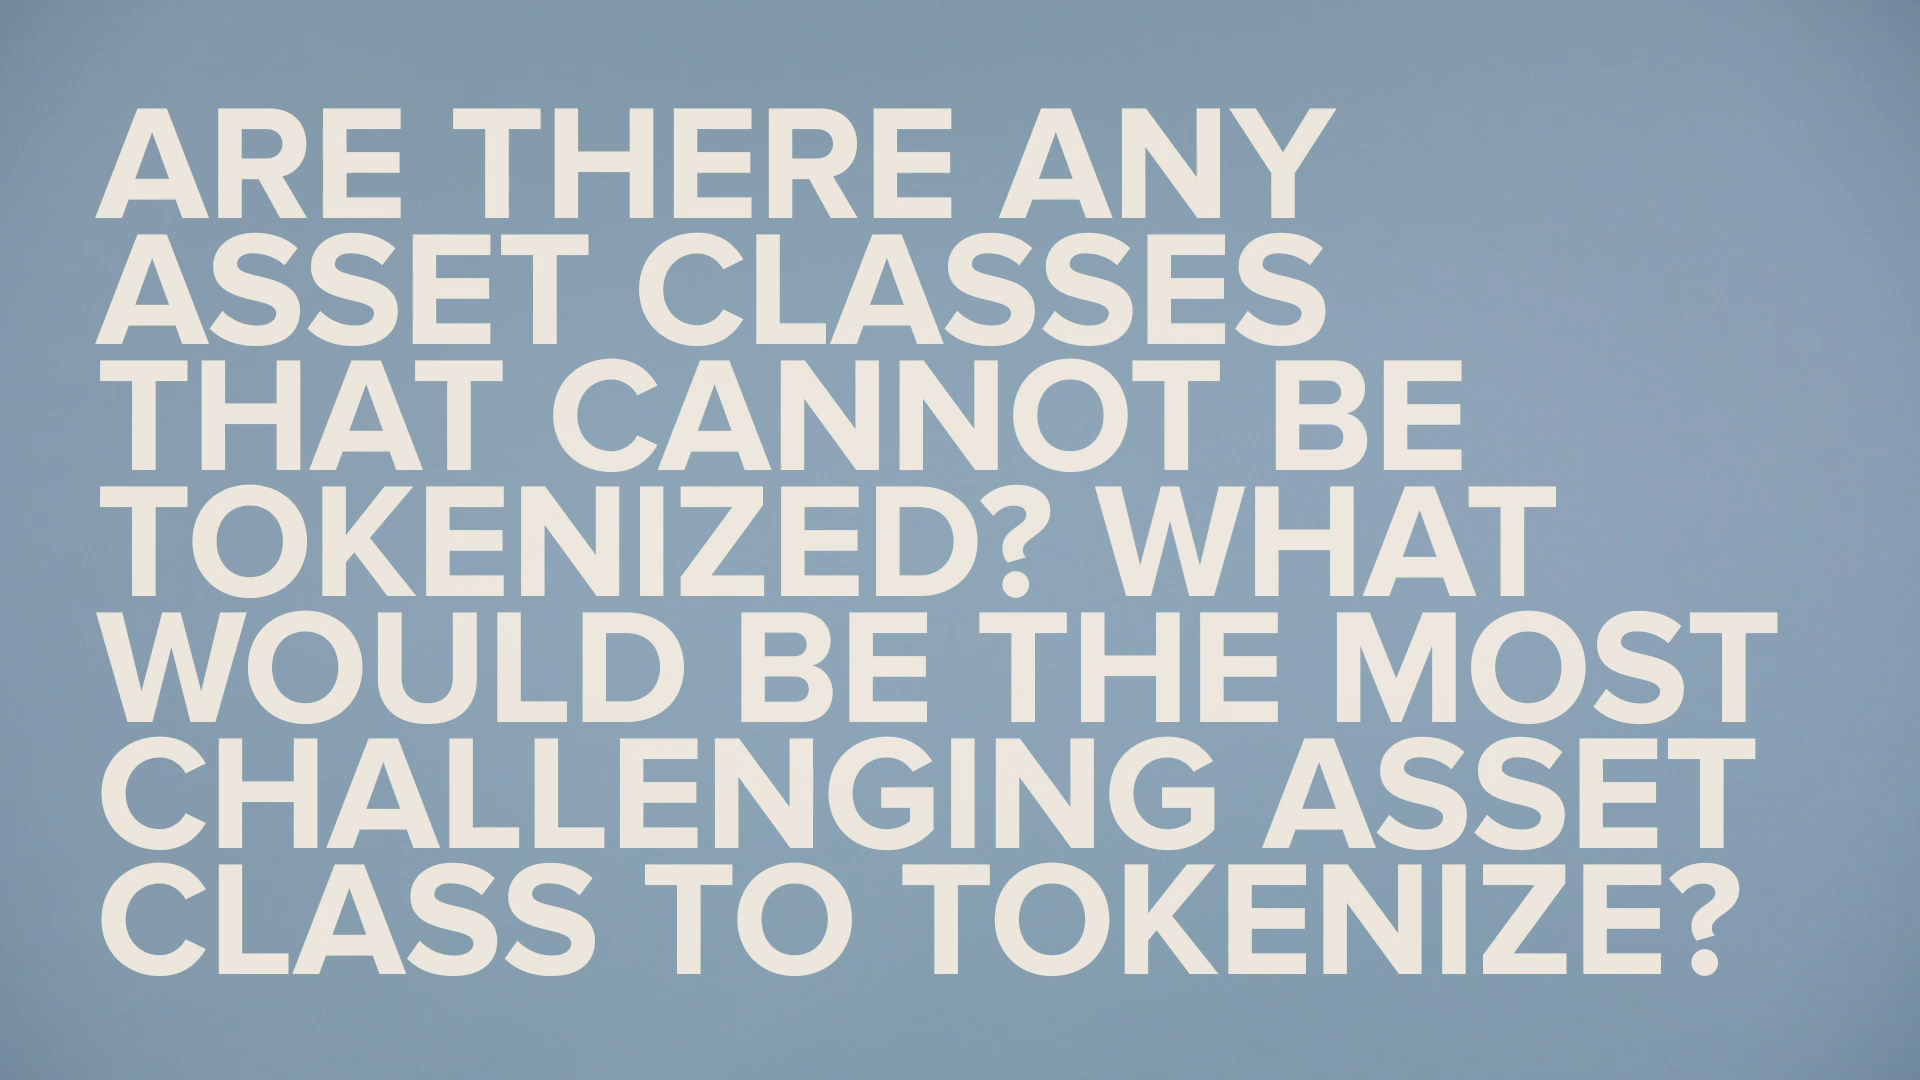 ARE THERE ANY
ASSET CLASSES
THAT CANNOT BE
TOKENIZED? WHAT
WOULD BE THE MOST
CHALLENGING ASSET
CLASS TO TOKENIZE?